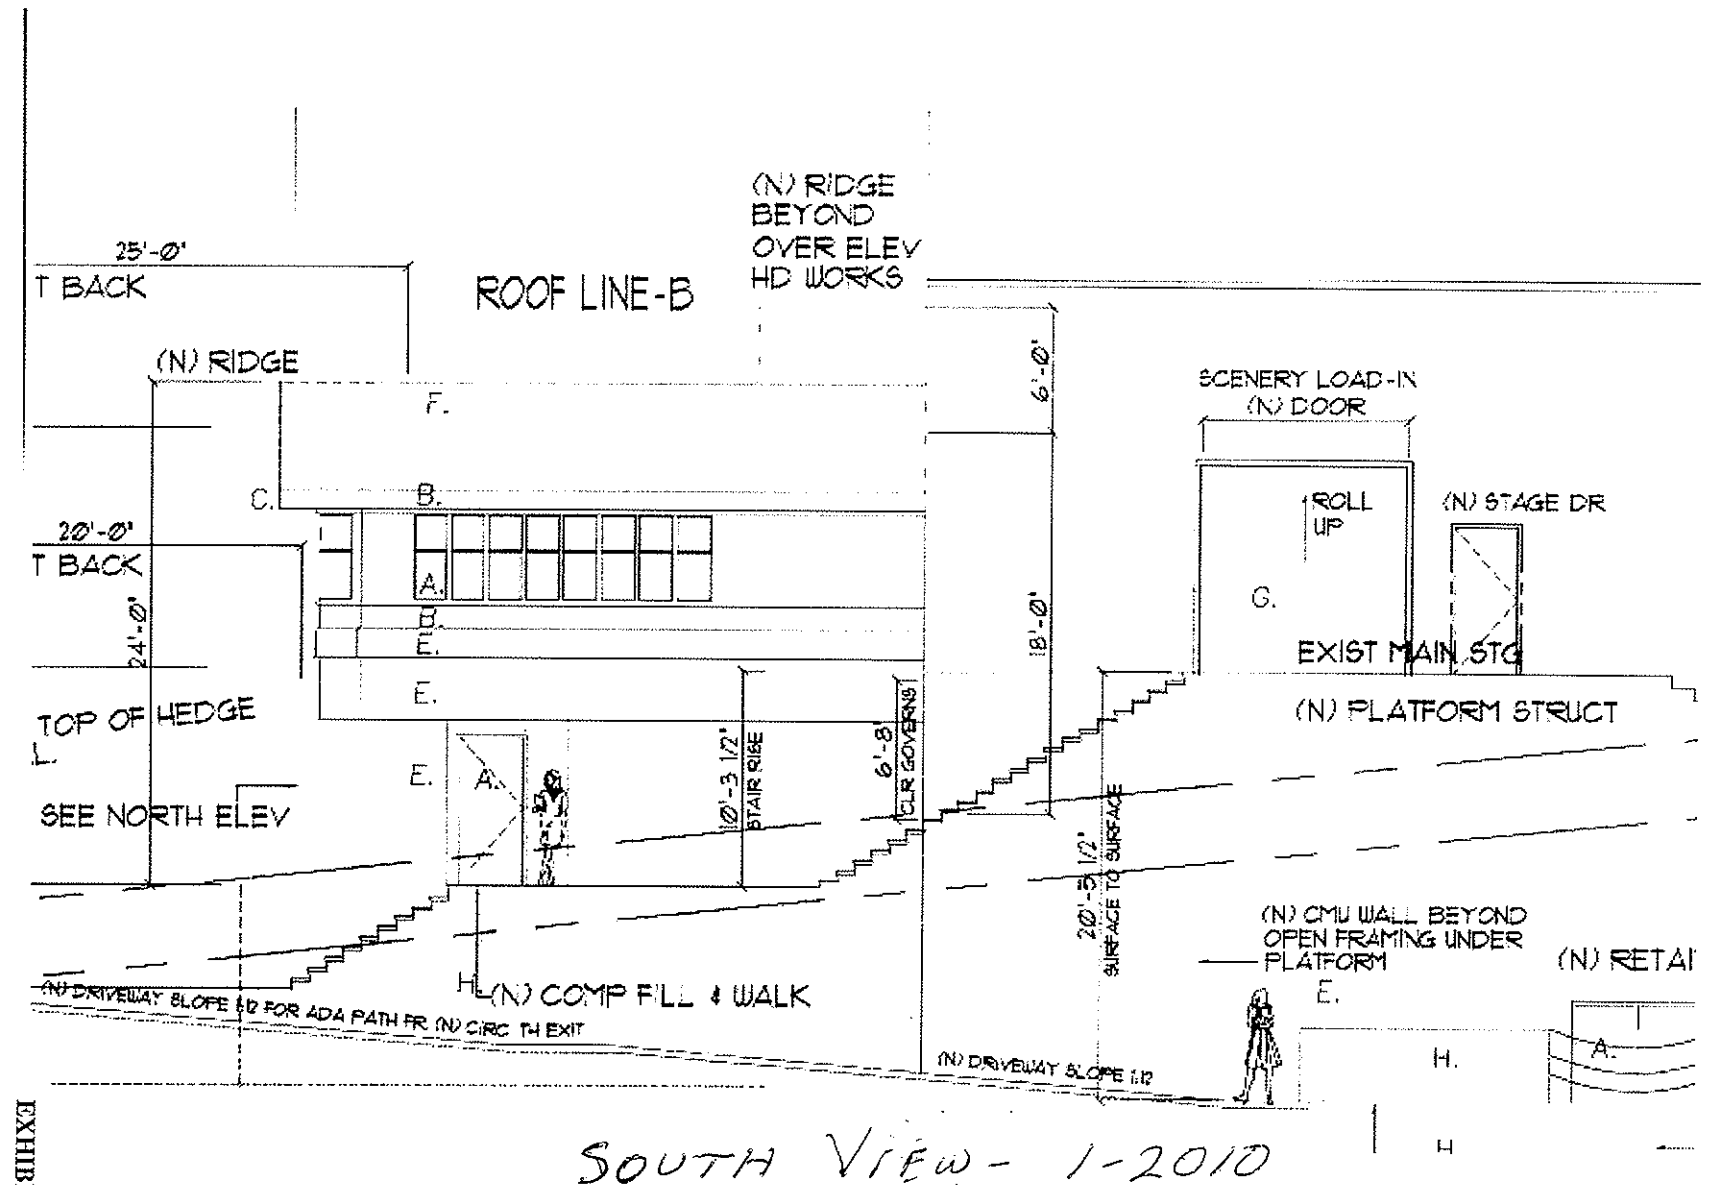 (N) RIDGE
BEYOND
OVER ELEV
HD WORKS
25'-0"
T BACK
ROOF LINE-B
(N) RIDGE
6'-0"
SCENERY LOAD-IN
(N) DOOR
F.
C.
B.
ROLL
UP
(N) STAGE DR
20'-0"
T BACK
A.
G.
24'-0"
B.
E.
18'-0"
EXIST MAIN STG
E.
TOP OF HEDGE
L.
(N) PLATFORM STRUCT
10'-3 1/2"
STAIR RISE
6'-8"
CLR GOVERNS
E.
A.
SEE NORTH ELEV
20'-5 1/2"
SURFACE TO SURFACE
(N) CMU WALL BEYOND
OPEN FRAMING UNDER
PLATFORM
(N) RETAI
H.
(N) COMP FILL & WALK
E.
(N) DRIVEWAY SLOPE 1:12 FOR ADA PATH FR (N) CIRC TH EXIT
(N) DRIVEWAY SLOPE 1:12
H.
A.
H
EXHIB
SOUTH VIEW - 1-2010